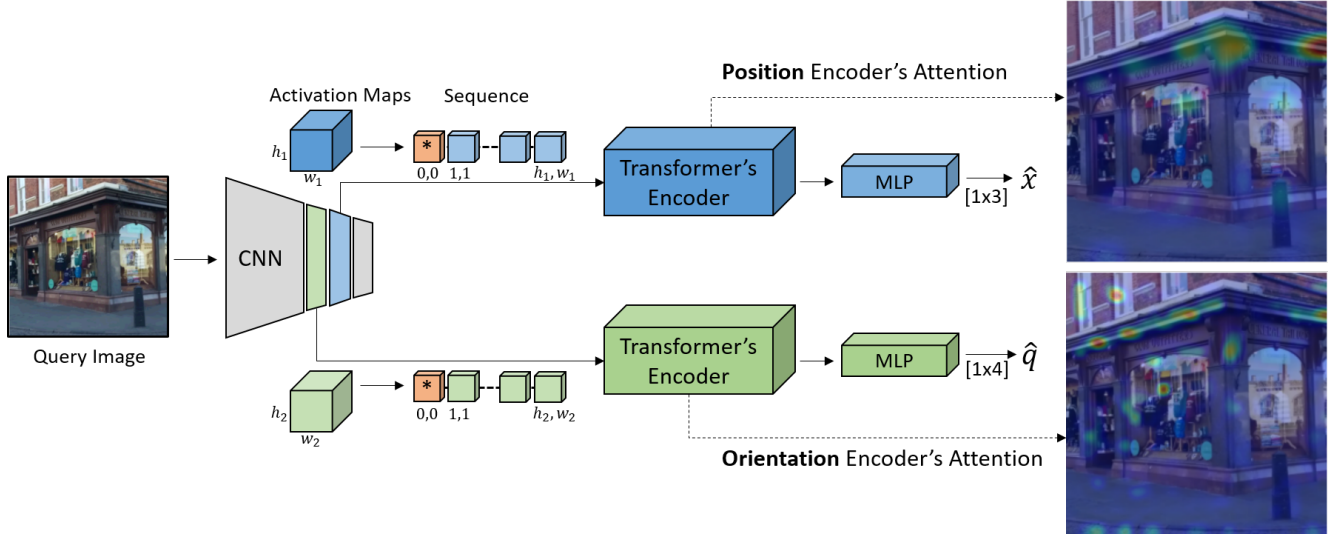 Position Encoder's Attention
Activation Maps
Sequence
h₁
w₁
*
0,0
1,1
h₁, w₁
Transformer's
Encoder
MLP
[1x3]
x̂
CNN
Query Image
Transformer's
Encoder
MLP
[1x4]
q̂
h₂
w₂
*
0,0
1,1
h₂, w₂
Orientation Encoder's Attention